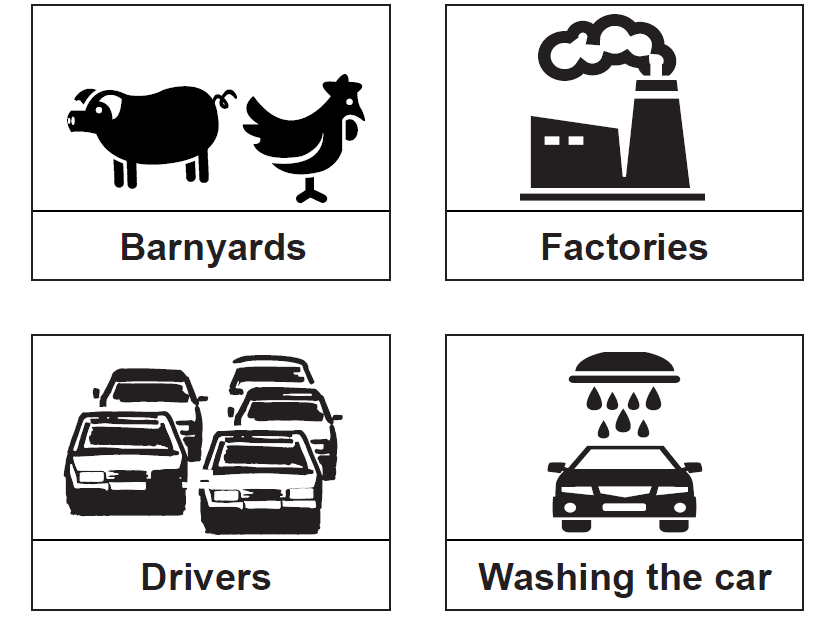 Barnyards
Factories
Drivers
Washing the car